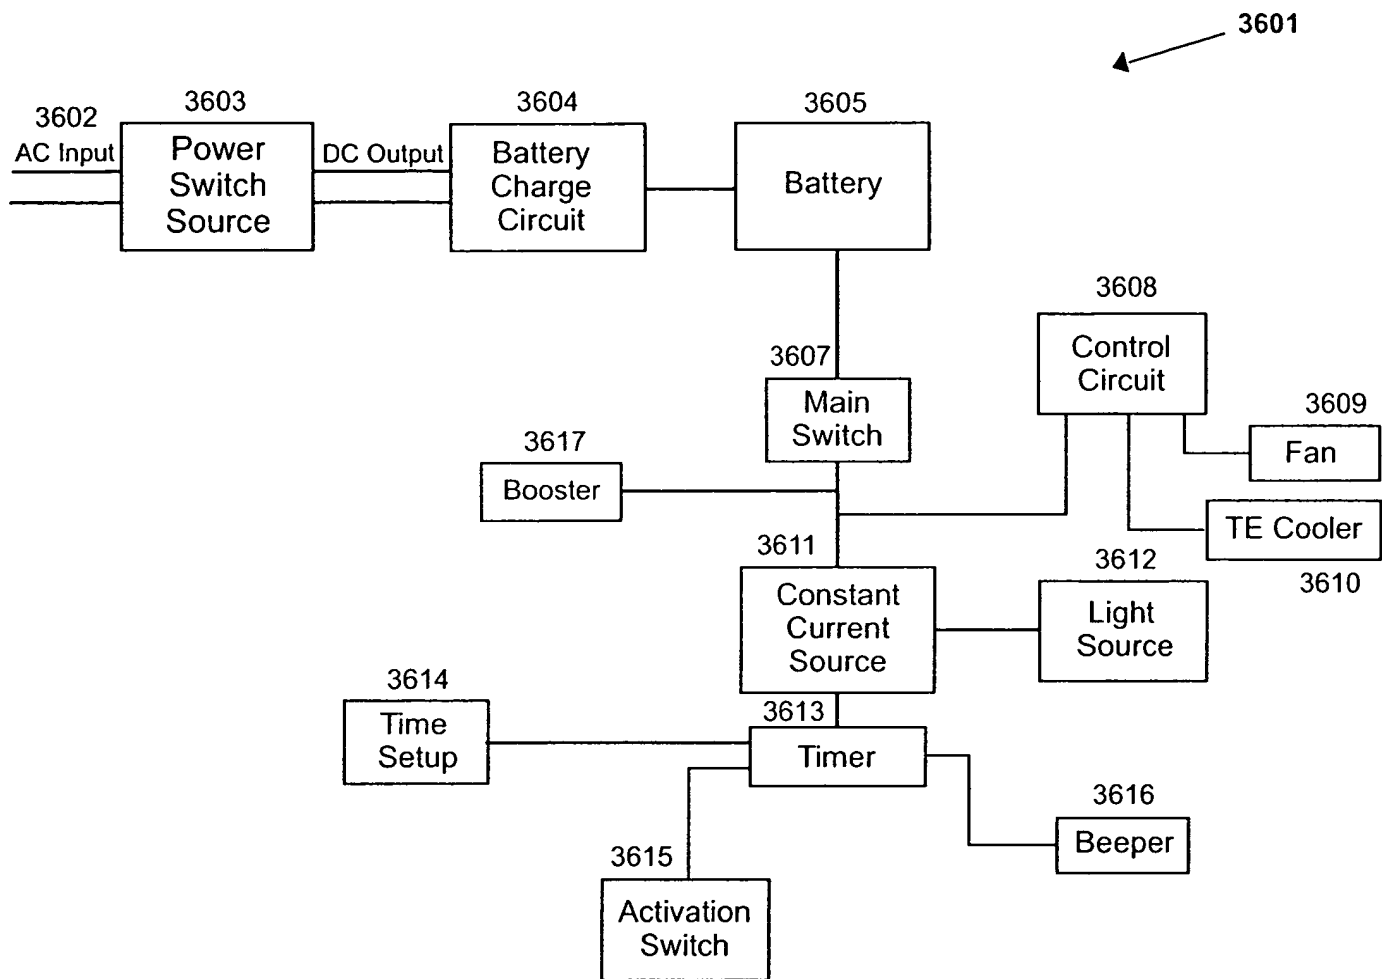 3601
3602
AC Input
3603
Power
Switch
Source
DC Output
3604
Battery
Charge
Circuit
3605
Battery
3607
Main
Switch
3608
Control
Circuit
3609
Fan
TE Cooler
3610
3617
Booster
3611
Constant
Current
Source
3612
Light
Source
3614
Time
Setup
3613
Timer
3616
Beeper
3615
Activation
Switch